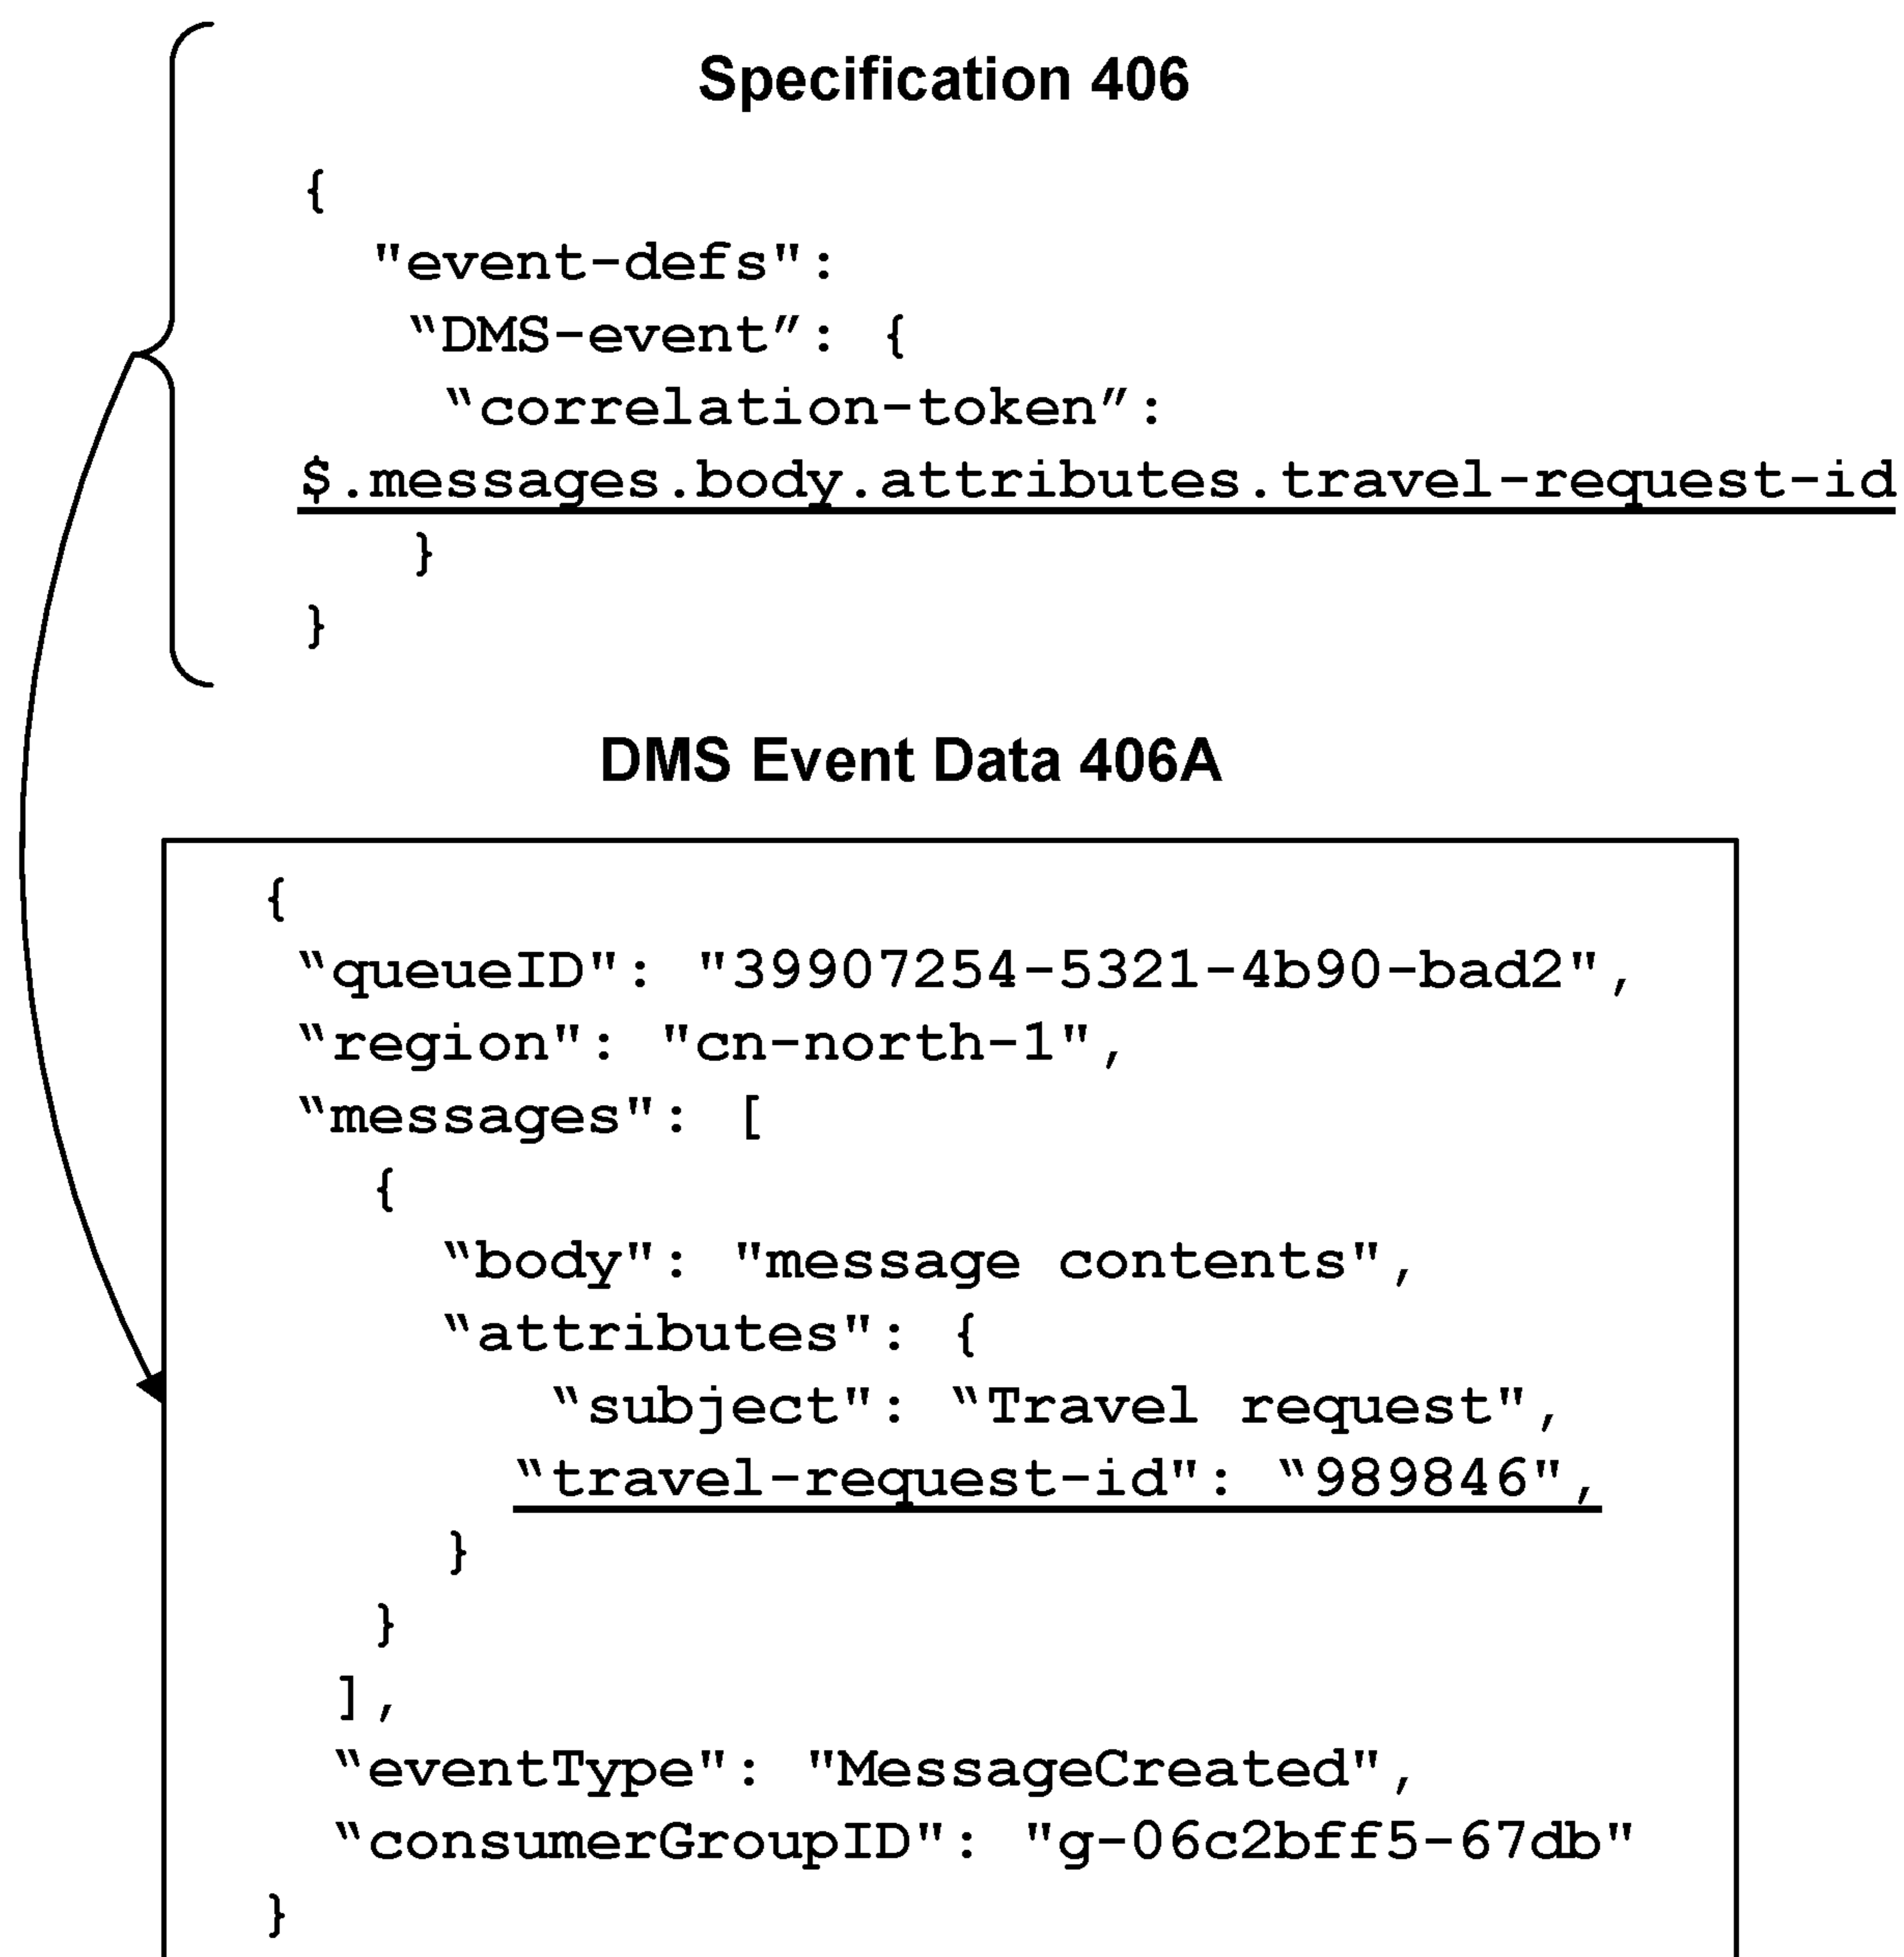 Specification 406
{
"event-defs":
“DMS-event”: {
“correlation-token”:
$.messages.body.attributes.travel-request-id
}
}
DMS Event Data 406A
{
“queueID": "39907254-5321-4b90-bad2",
“region": "cn-north-1",
“messages": [
{
“body": "message contents",
“attributes": {
“subject": “Travel request",
“travel-request-id": “989846",
}
}
],
“eventType": "MessageCreated",
“consumerGroupID": "g-06c2bff5-67db"
}